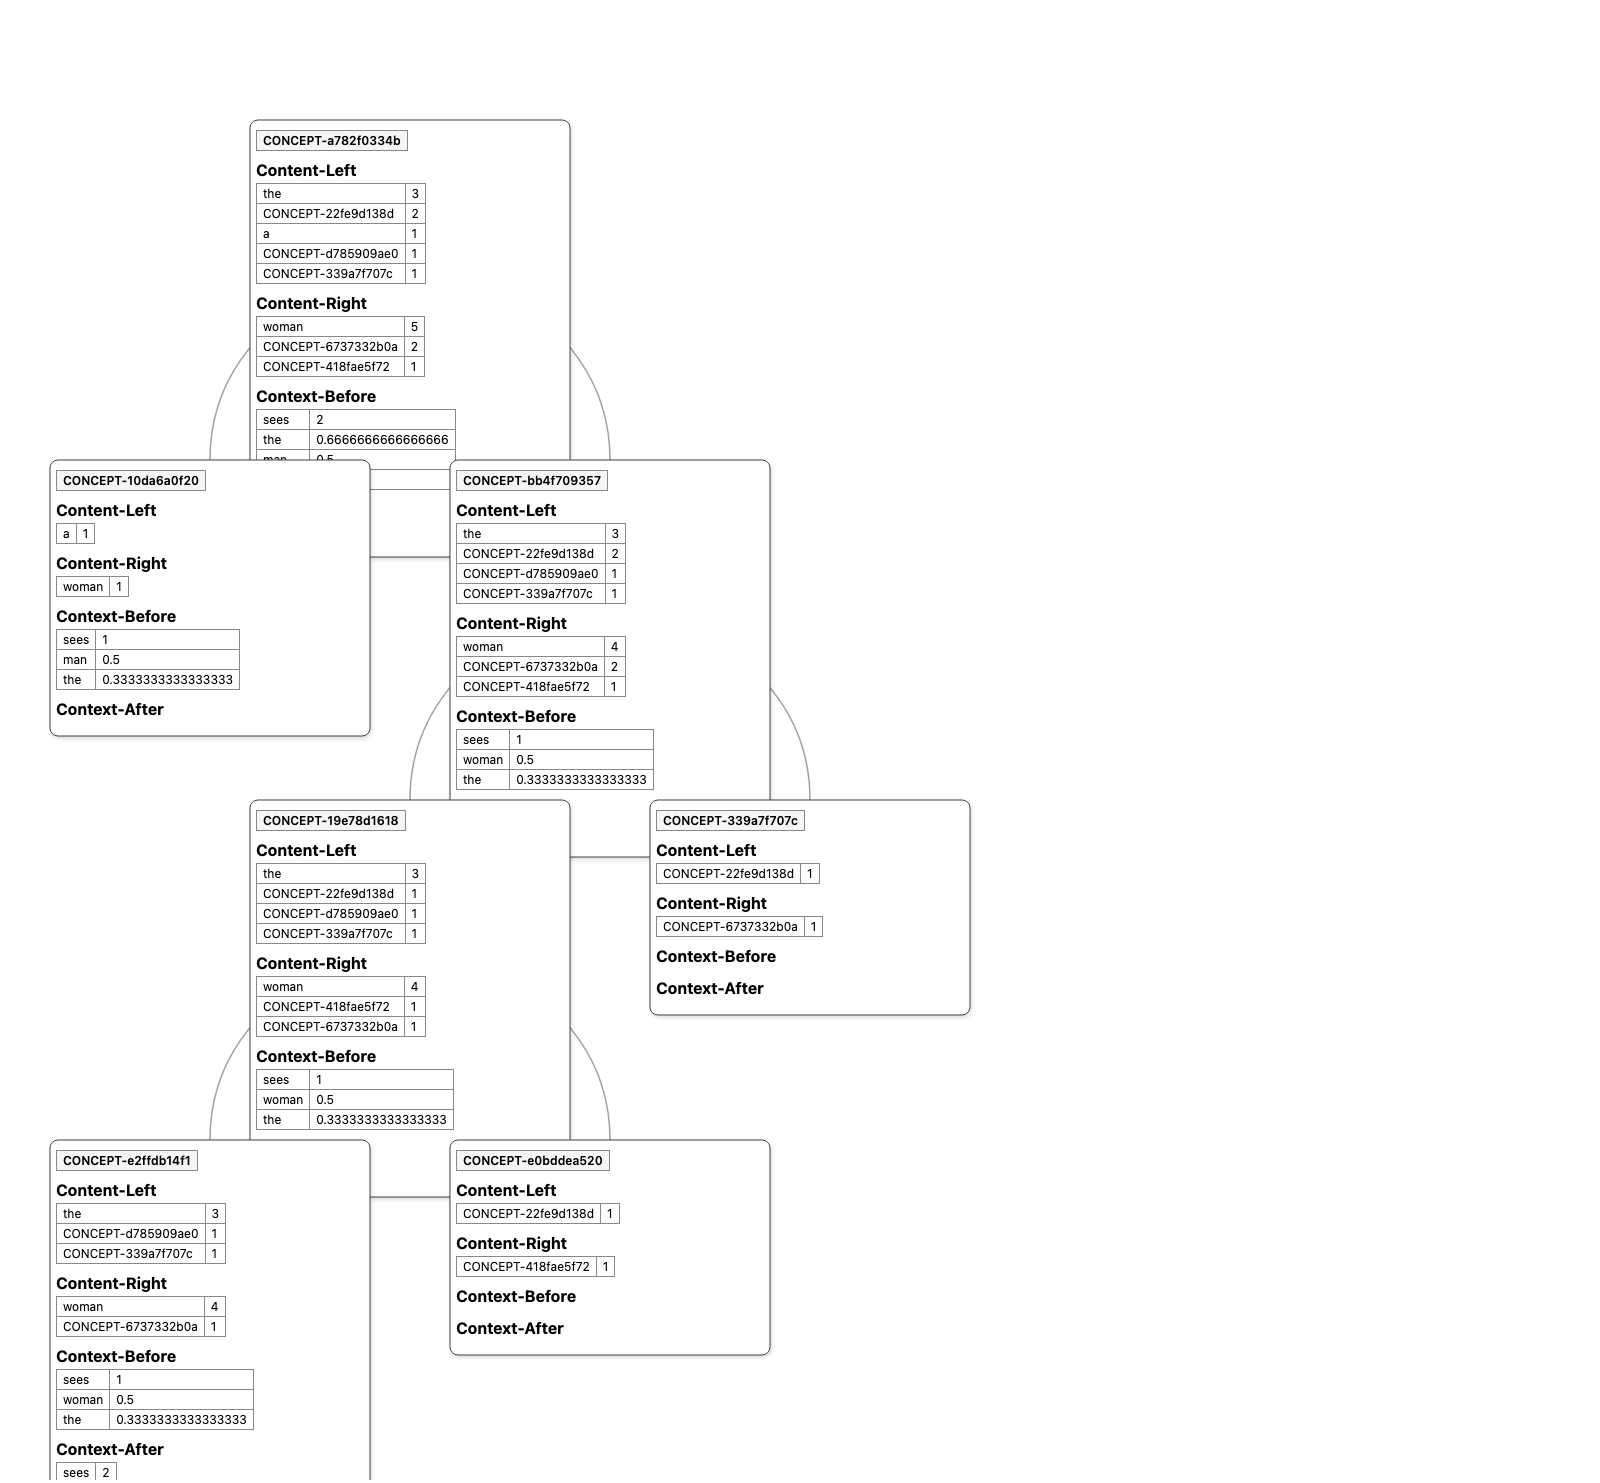 CONCEPT-a782f0334b
Content-Left
the 3
CONCEPT-22fe9d138d 2
a 1
CONCEPT-d785909ae0 1
CONCEPT-339a7f707c 1
Content-Right
woman 5
CONCEPT-6737332b0a 2
CONCEPT-418fae5f72 1
Context-Before
sees 2
the 0.6666666666666666
man 0.5
CONCEPT-10da6a0f20
Content-Left
a 1
Content-Right
woman 1
Context-Before
sees 1
man 0.5
the 0.3333333333333333
Context-After
CONCEPT-bb4f709357
Content-Left
the 3
CONCEPT-22fe9d138d 2
CONCEPT-d785909ae0 1
CONCEPT-339a7f707c 1
Content-Right
woman 4
CONCEPT-6737332b0a 2
CONCEPT-418fae5f72 1
Context-Before
sees 1
woman 0.5
the 0.3333333333333333
CONCEPT-19e78d1618
Content-Left
the 3
CONCEPT-22fe9d138d 1
CONCEPT-d785909ae0 1
CONCEPT-339a7f707c 1
Content-Right
woman 4
CONCEPT-418fae5f72 1
CONCEPT-6737332b0a 1
Context-Before
sees 1
woman 0.5
the 0.3333333333333333
CONCEPT-339a7f707c
Content-Left
CONCEPT-22fe9d138d 1
Content-Right
CONCEPT-6737332b0a 1
Context-Before
Context-After
CONCEPT-e2ffdb14f1
Content-Left
the 3
CONCEPT-d785909ae0 1
CONCEPT-339a7f707c 1
Content-Right
woman 4
CONCEPT-6737332b0a 1
Context-Before
sees 1
woman 0.5
the 0.3333333333333333
Context-After
sees 2
CONCEPT-e0bddea520
Content-Left
CONCEPT-22fe9d138d 1
Content-Right
CONCEPT-418fae5f72 1
Context-Before
Context-After